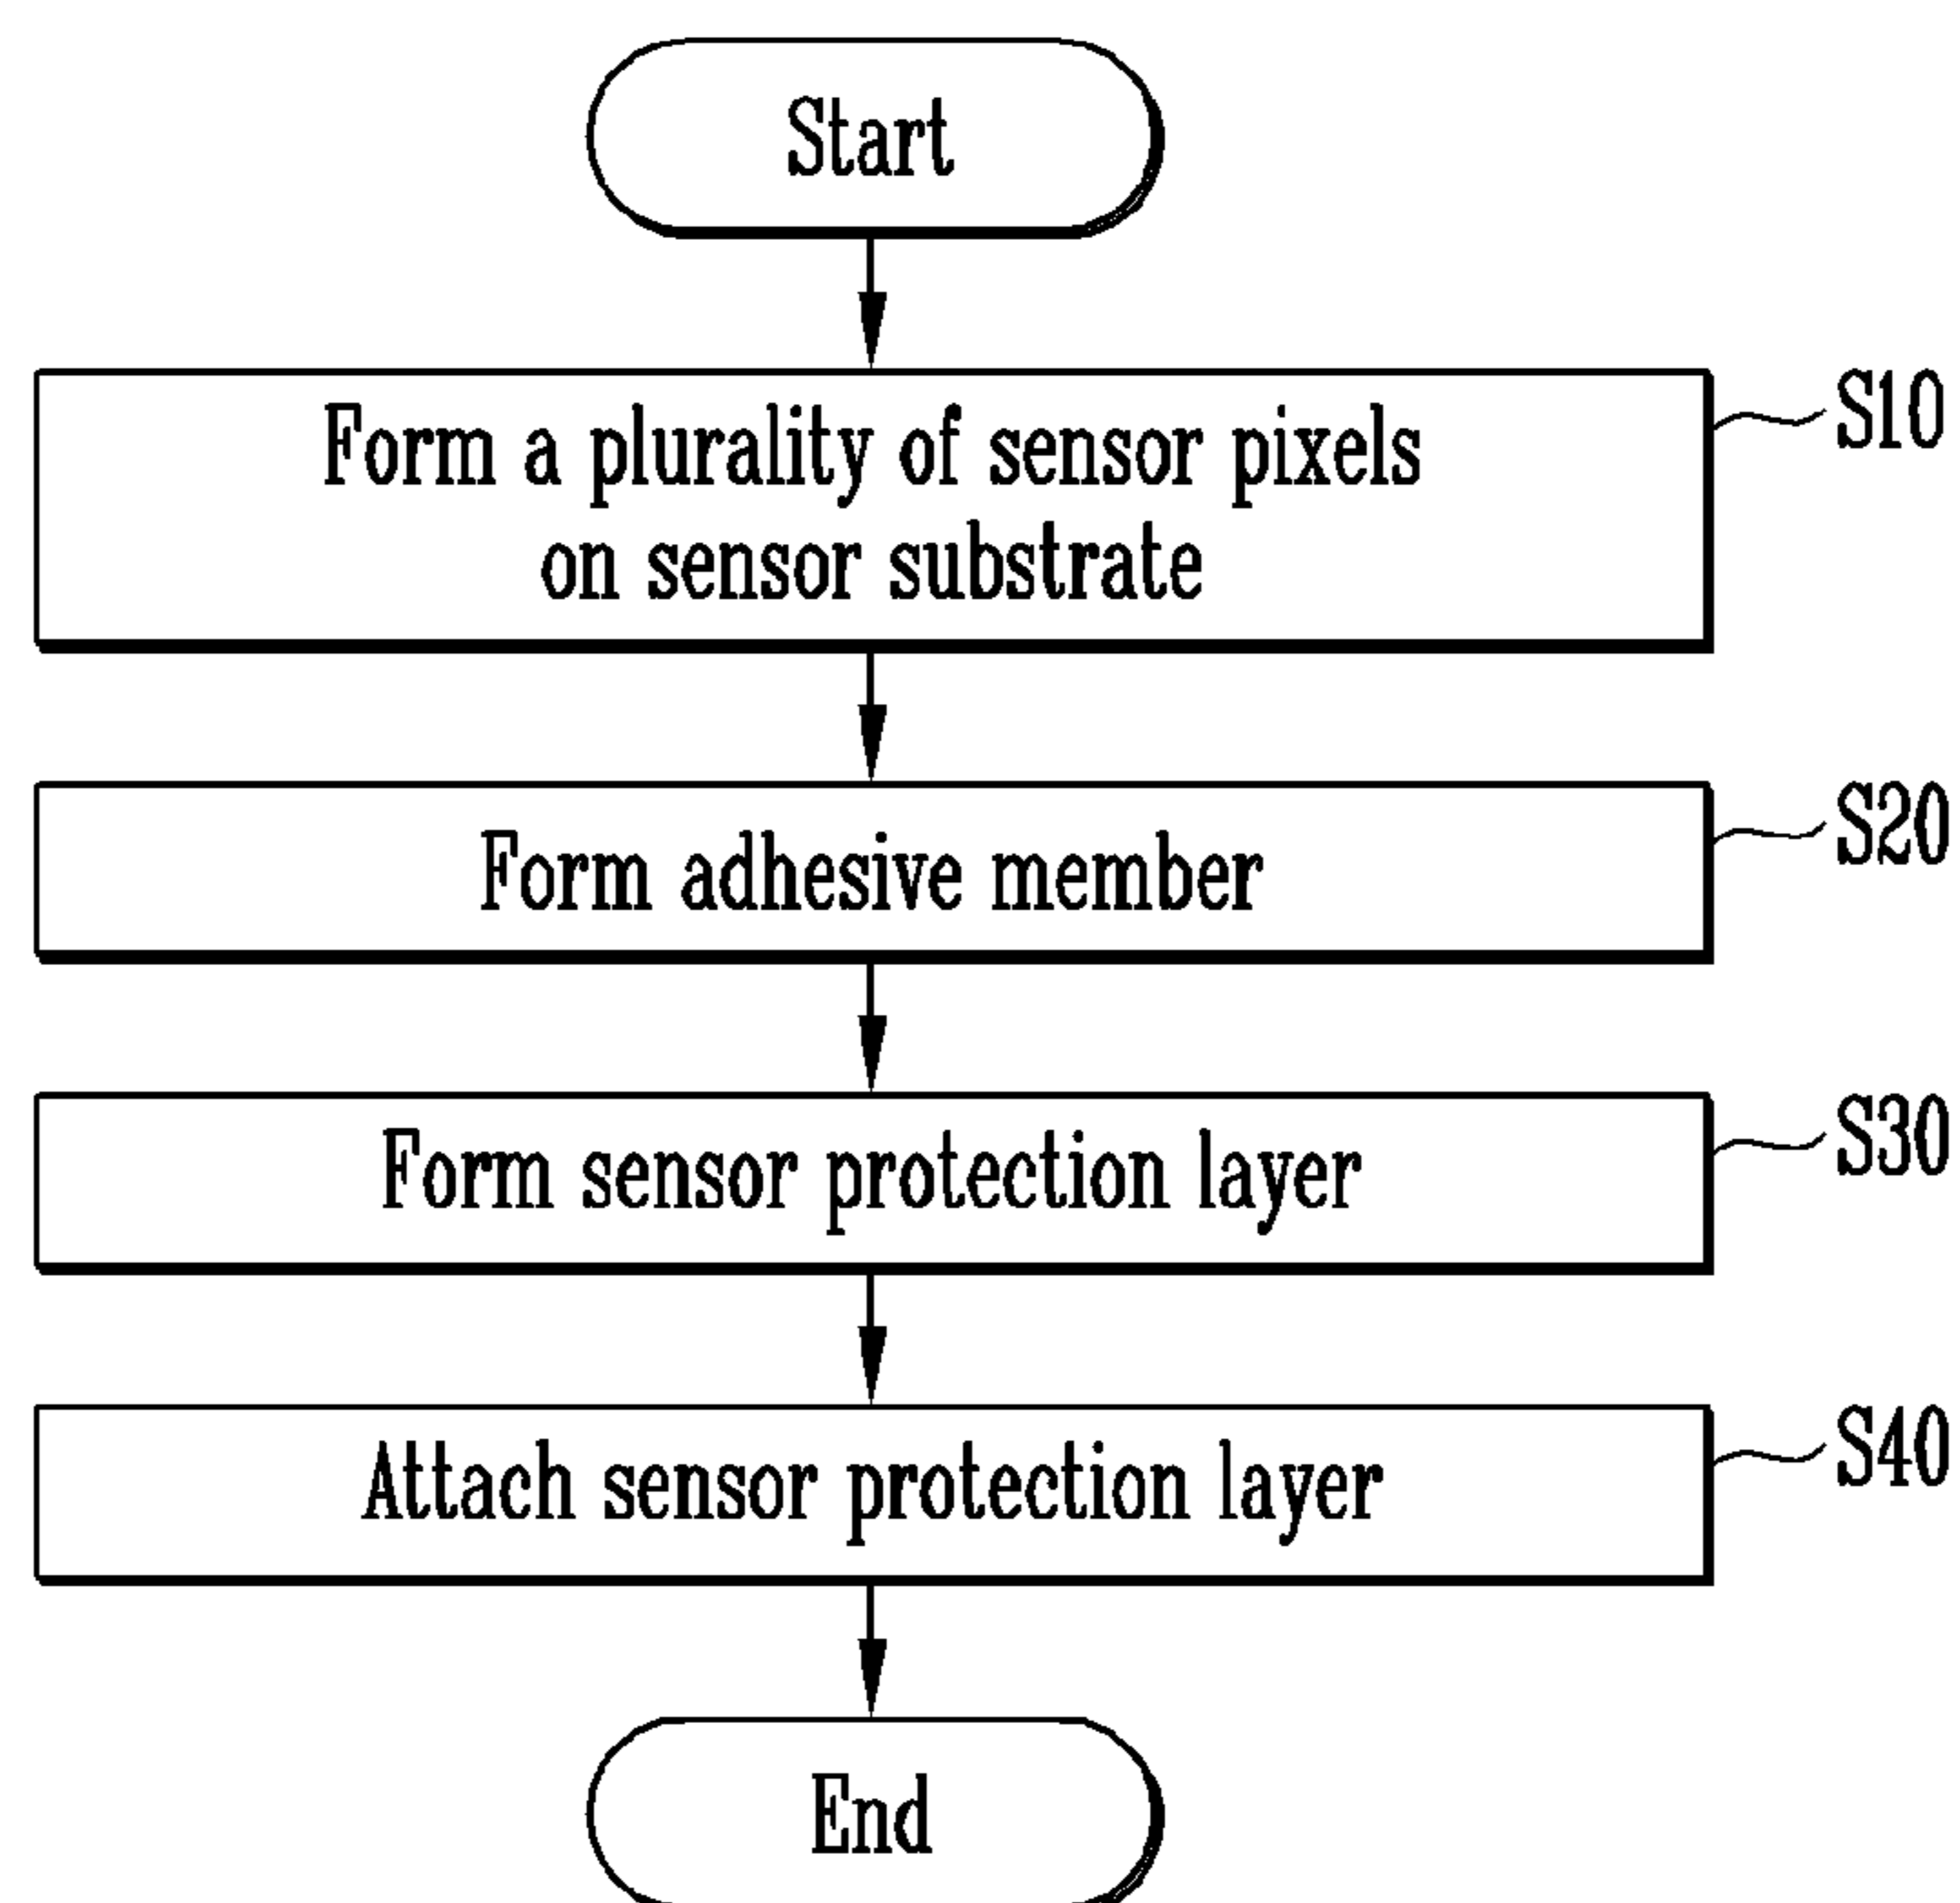 Start
Form a plurality of sensor pixels
on sensor substrate
S10
Form adhesive member
S20
Form sensor protection layer
S30
Attach sensor protection layer
S40
End